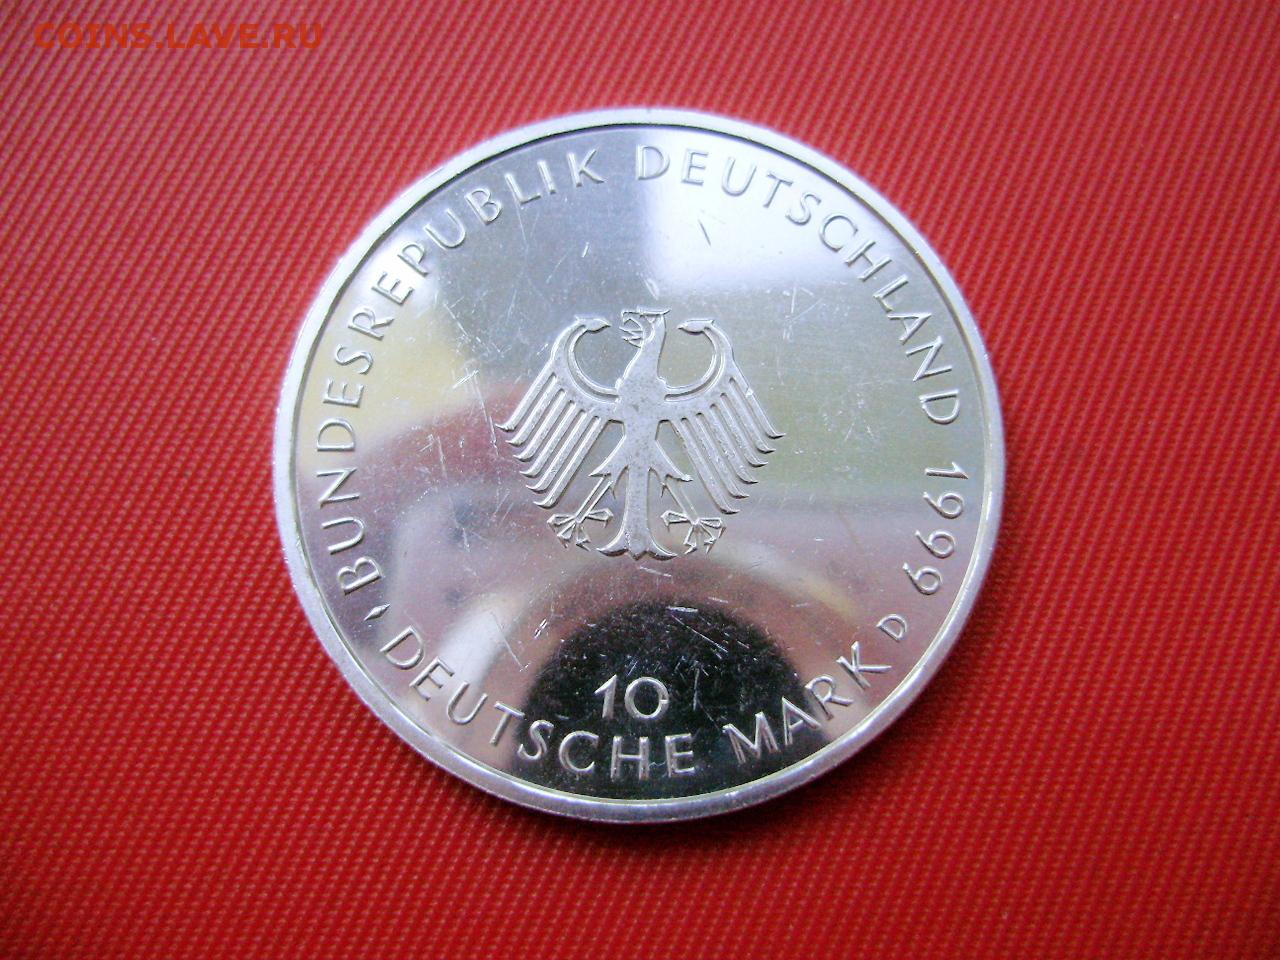 COINS.LAVE.RU
BUNDESREPUBLIK DEUTSCHLAND 1999
D
10
DEUTSCHE MARK